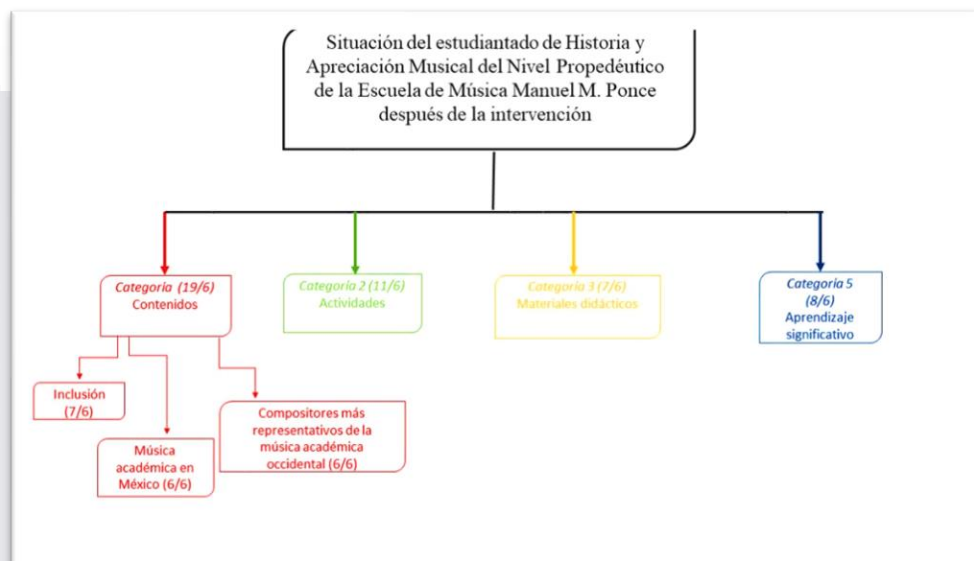 Situación del estudiantado de Historia y
Apreciación Musical del Nivel Propedéutico
de la Escuela de Música Manuel M. Ponce
después de la intervención
Categoría (19/6)
Contenidos
Categoría 2 (11/6)
Actividades
Categoría 3 (7/6)
Materiales didácticos
Categoría 5
(8/6)
Aprendizaje
significativo
Inclusión
(7/6)
Música
académica en
México (6/6)
Compositores más
representativos de la
música académica
occidental (6/6)